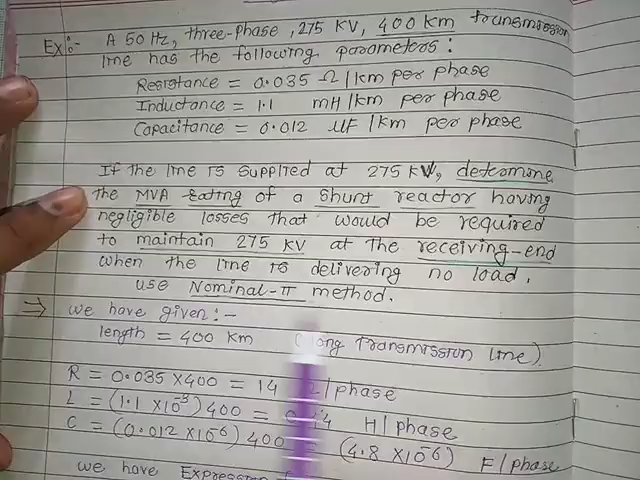 Ex:- A 50 Hz, three-phase, 275 KV, 400 Km transmission
line has the following parameters:
Resistance = 0.035 Ω/km per phase
Inductance = 1.1 mH/km per phase
Capacitance = 0.012 μF/km per phase
If the line is supplied at 275 KV, determine
the MVA rating of a shunt reactor having
negligible losses that would be required
to maintain 275 KV at the receiving-end
when the line is delivering no load.
use Nominal-π method.
⇒ we have given:-
length = 400 Km (long Transmission line).
R = 0.035 × 400 = 14 /phase
L = (1.1 × 10⁻³) 400 = H/phase
C = (0.012 × 10⁻⁶) 400 = (4.8 × 10⁻⁶) F/phase
we have